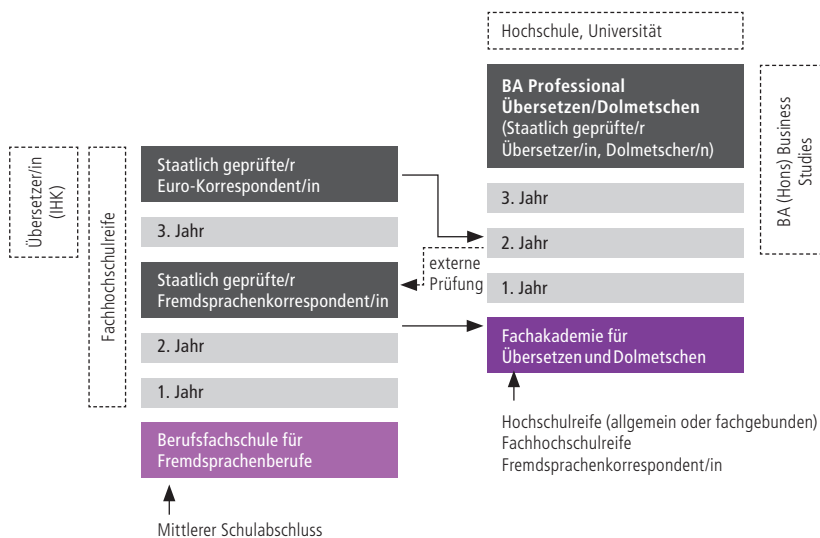 Hochschule, Universität
BA Professional
Übersetzen/Dolmetschen
(Staatlich geprüfte/r
Übersetzer/in, Dolmetscher/n)
3. Jahr
2. Jahr
1. Jahr
Fachakademie für
Übersetzen und Dolmetschen
BA (Hons) Business
Studies
Hochschulreife (allgemein oder fachgebunden)
Fachhochschulreife
Fremdsprachenkorrespondent/in
externe
Prüfung
Übersetzer/in
(IHK)
Fachhochschulreife
Staatlich geprüfte/r
Euro-Korrespondent/in
3. Jahr
Staatlich geprüfte/r
Fremdsprachenkorrespondent/in
2. Jahr
1. Jahr
Berufsfachschule für
Fremdsprachenberufe
Mittlerer Schulabschluss